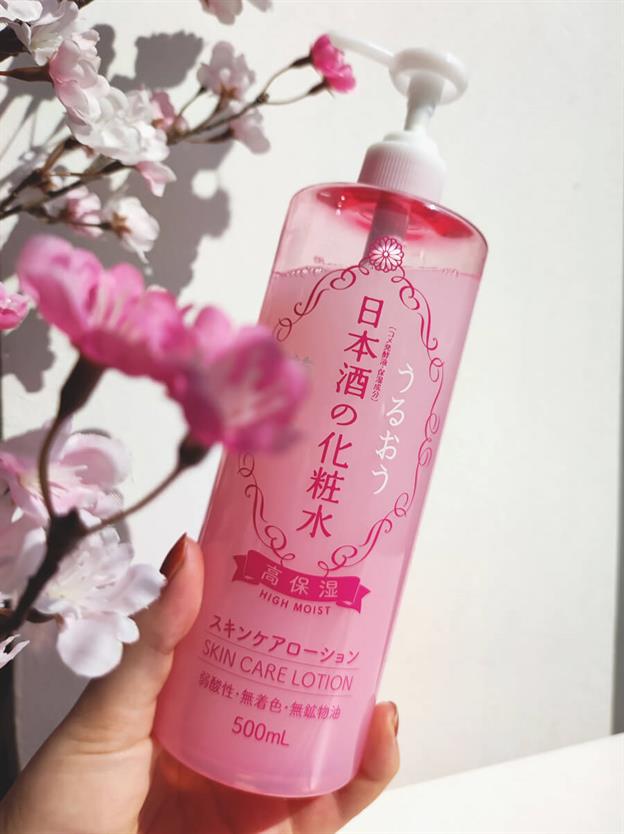 うるおう
(コメ発酵液・保湿成分)
日本酒の化粧水
高保湿
HIGH MOIST
スキンケアローション
SKIN CARE LOTION
弱酸性・無着色・無鉱物油
500mL